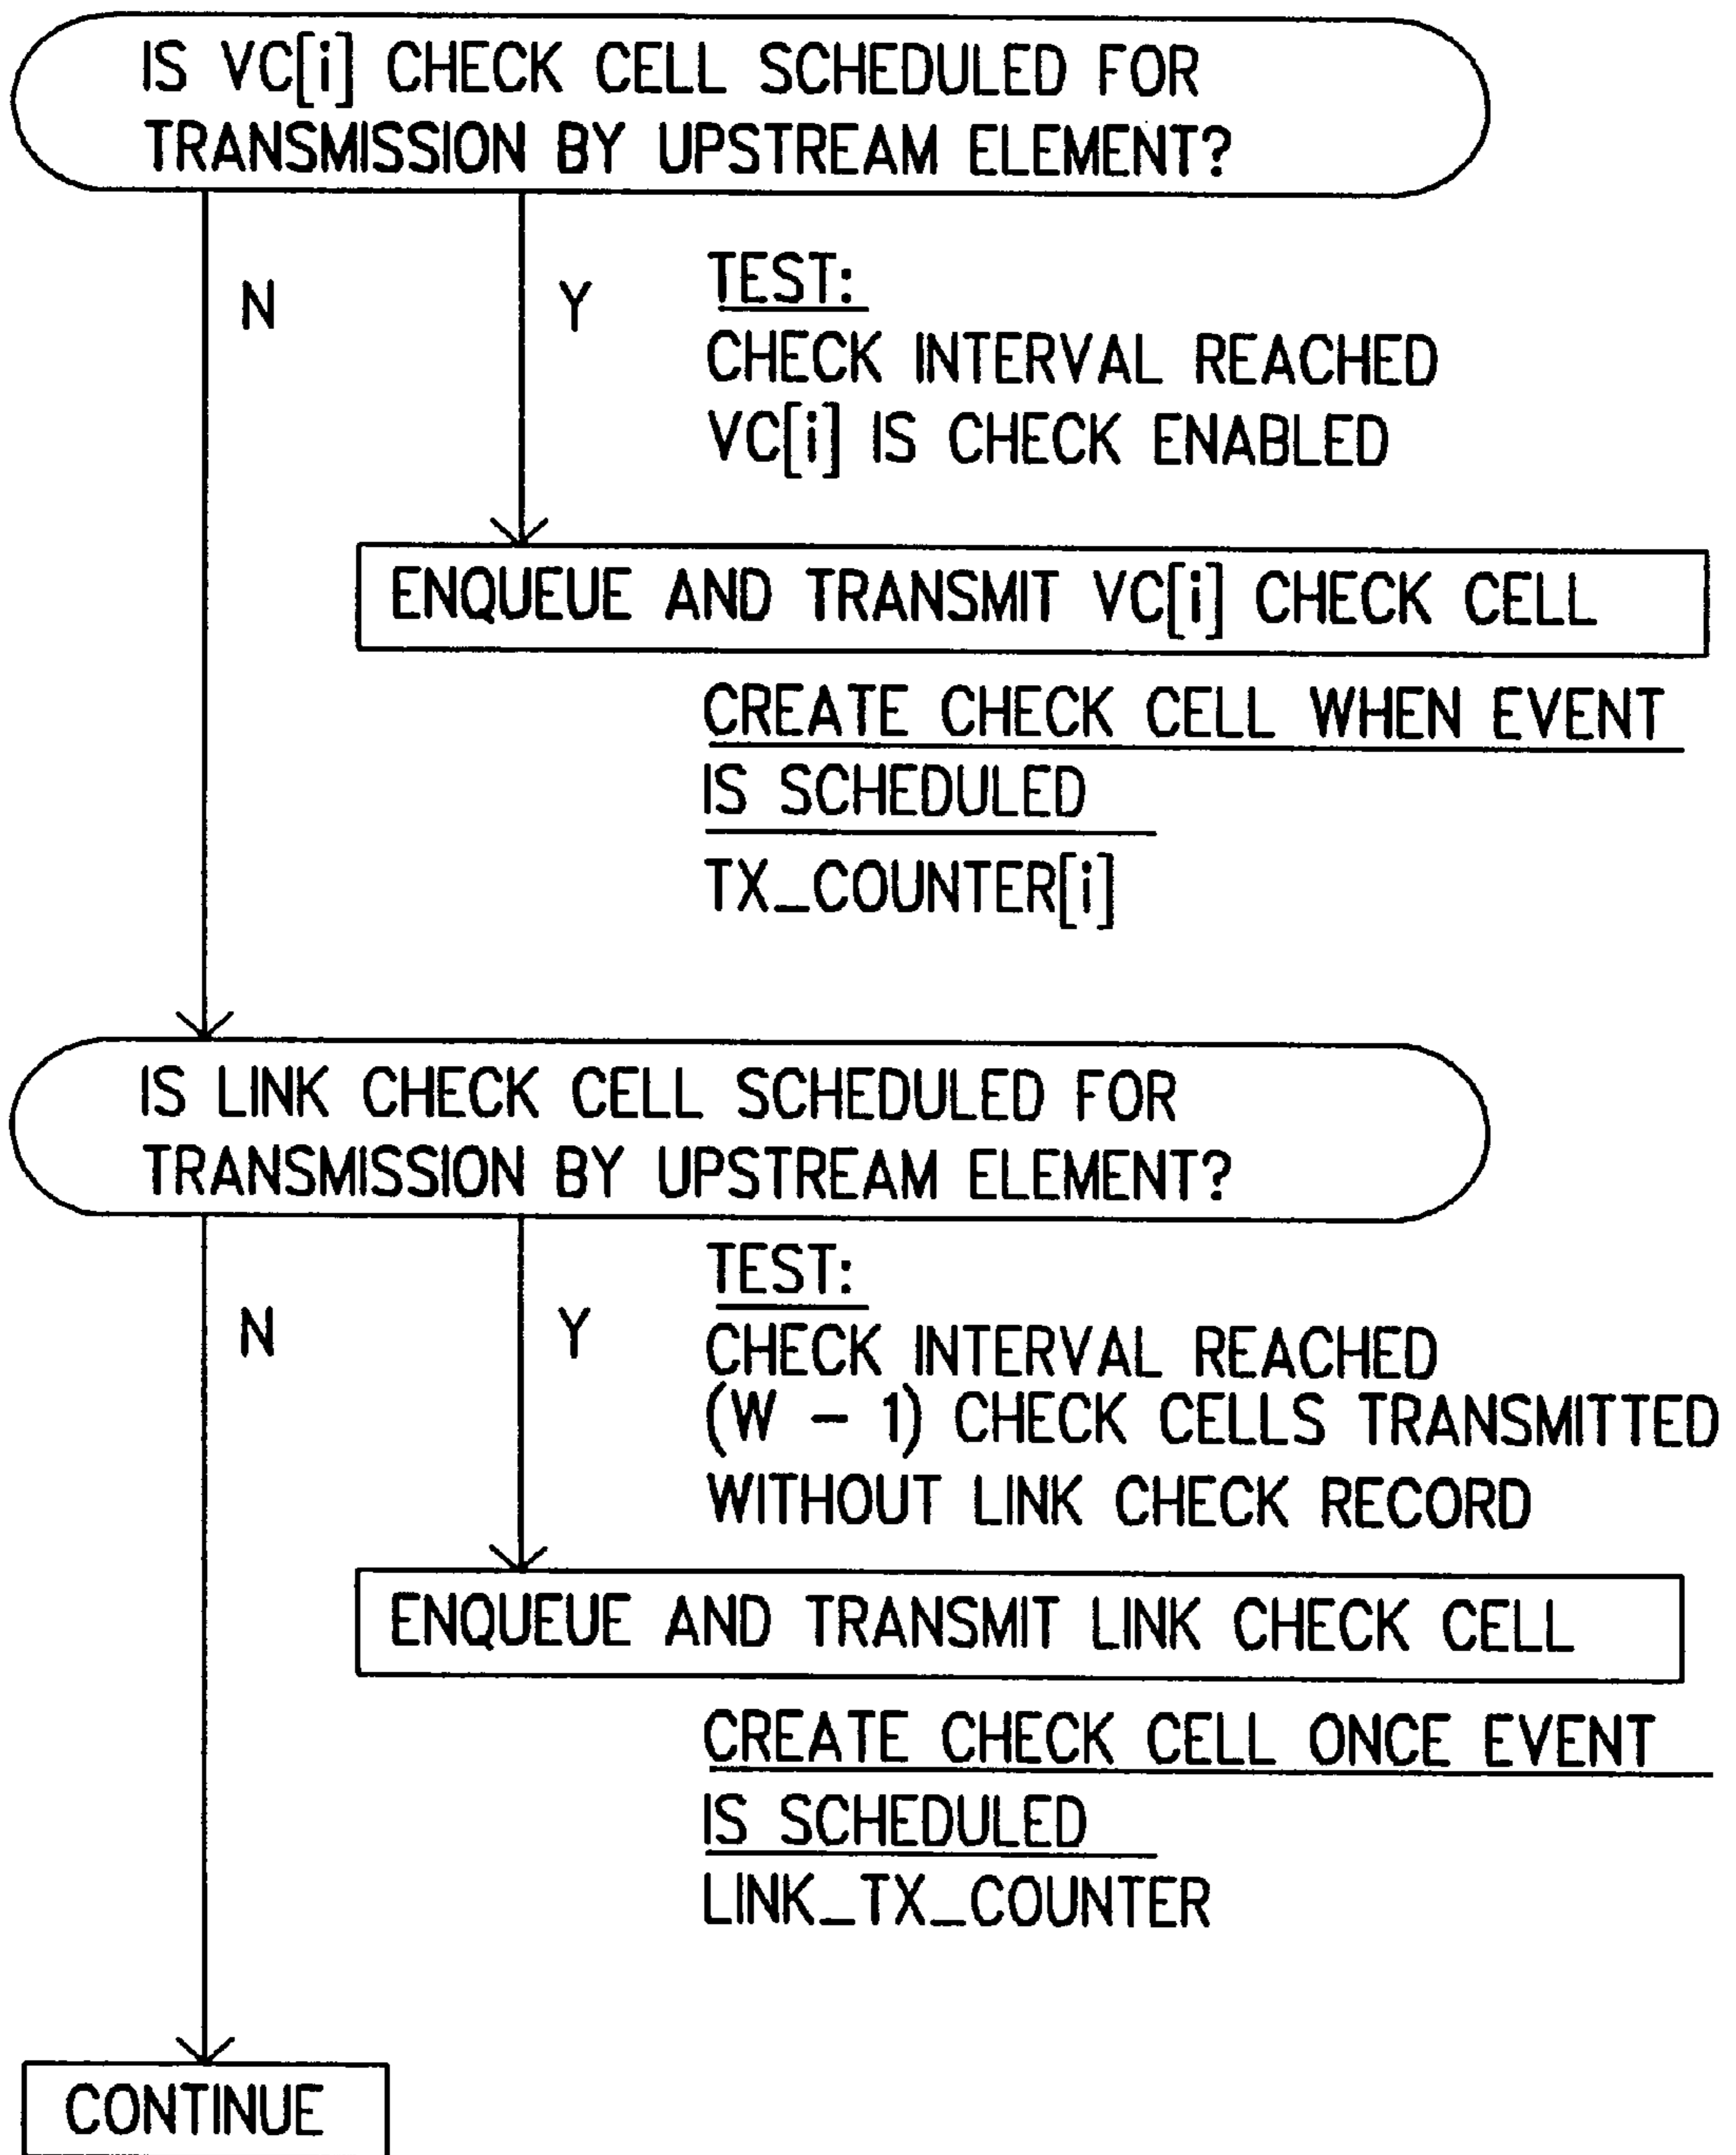 IS VC[i] CHECK CELL SCHEDULED FOR
TRANSMISSION BY UPSTREAM ELEMENT?
N
Y
TEST:
CHECK INTERVAL REACHED
VC[i] IS CHECK ENABLED
ENQUEUE AND TRANSMIT VC[i] CHECK CELL
CREATE CHECK CELL WHEN EVENT
IS SCHEDULED
TX_COUNTER[i]
IS LINK CHECK CELL SCHEDULED FOR
TRANSMISSION BY UPSTREAM ELEMENT?
N
Y
TEST:
CHECK INTERVAL REACHED
(W – 1) CHECK CELLS TRANSMITTED
WITHOUT LINK CHECK RECORD
ENQUEUE AND TRANSMIT LINK CHECK CELL
CREATE CHECK CELL ONCE EVENT
IS SCHEDULED
LINK_TX_COUNTER
CONTINUE